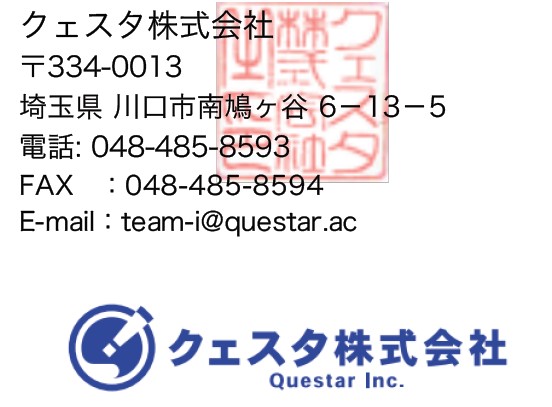 クェスタ株式会社
〒334-0013
埼玉県 川口市南鳩ヶ谷 6－13－5
電話: 048-485-8593
FAX　：048-485-8594
E-mail：team-i@questar.ac
クェスタ
株式会社
クェスタ株式会社
Questar Inc.